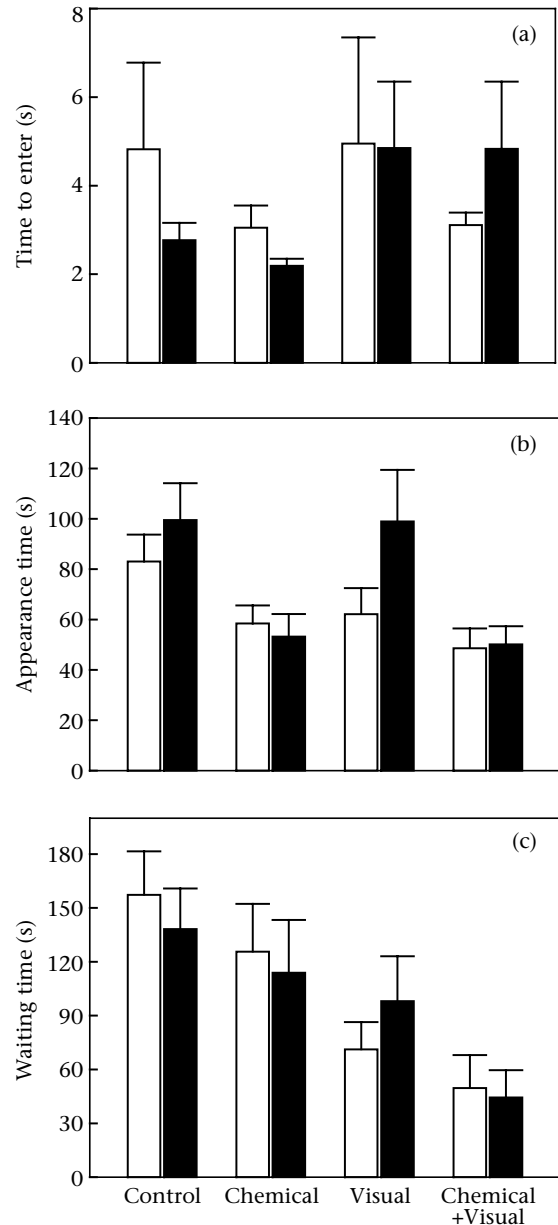 (a)
Time to enter (s)
8
6
4
2
0
(b)
Appearance time (s)
140
120
100
80
60
40
20
0
(c)
Waiting time (s)
180
150
120
90
60
30
0
Control Chemical Visual Chemical
+Visual